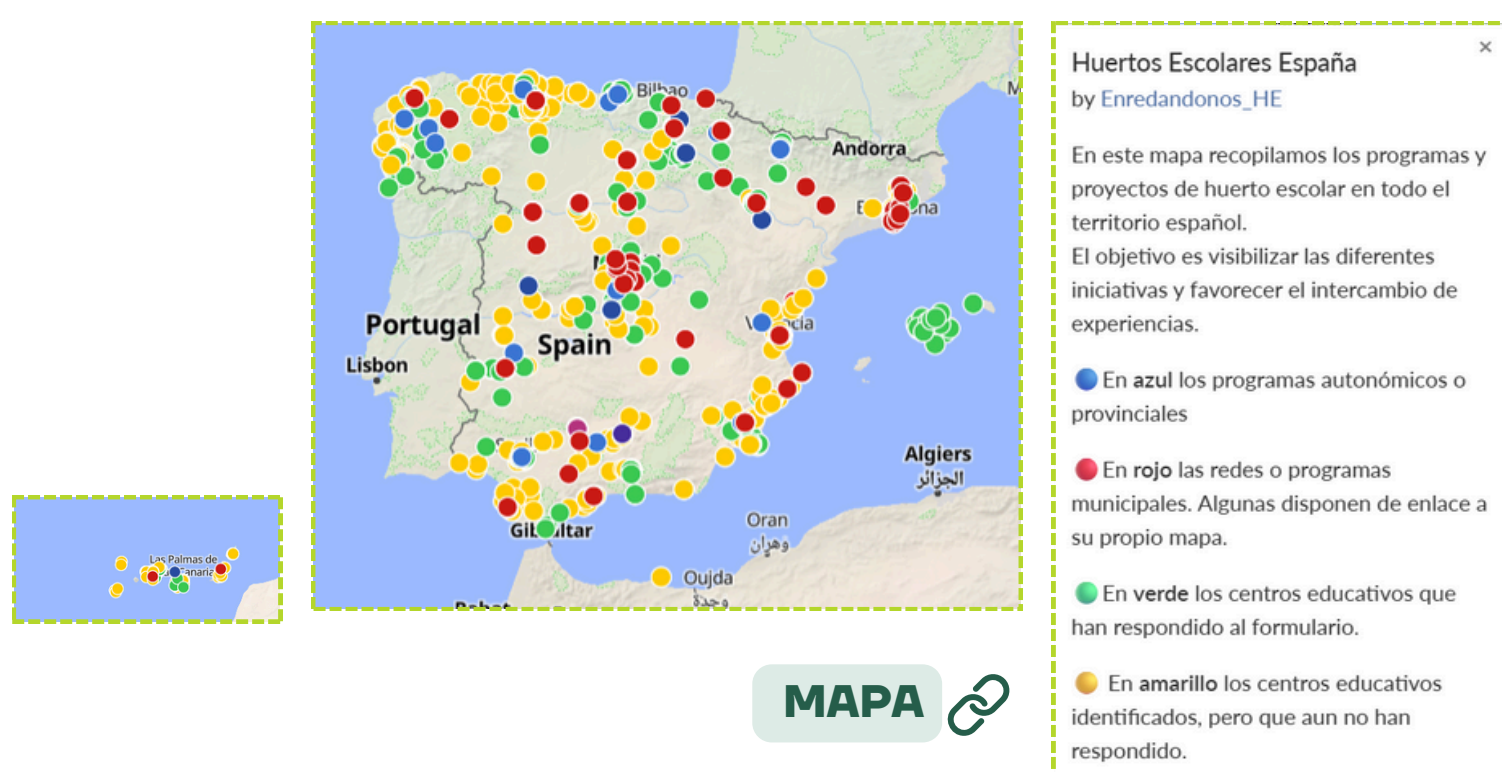 Bilbao
Andorra
Portugal
Spain
Lisbon
Algiers
الجزائر
Oran
وهران
Oujda
وجدة
Las Palmas de
MAPA
×
Huertos Escolares España
by Enredandonos_HE
En este mapa recopilamos los programas y
proyectos de huerto escolar en todo el
territorio español.
El objetivo es visibilizar las diferentes
iniciativas y favorecer el intercambio de
experiencias.
En azul los programas autonómicos o
provinciales
En rojo las redes o programas
municipales. Algunas disponen de enlace a
su propio mapa.
En verde los centros educativos que
han respondido al formulario.
En amarillo los centros educativos
identificados, pero que aun no han
respondido.